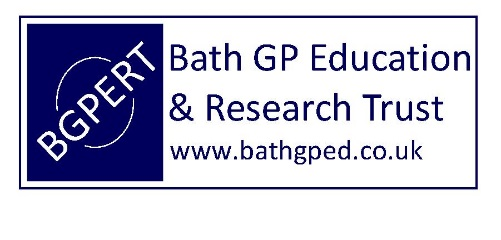 BGPERT
Bath GP Education
& Research Trust
www.bathgped.co.uk